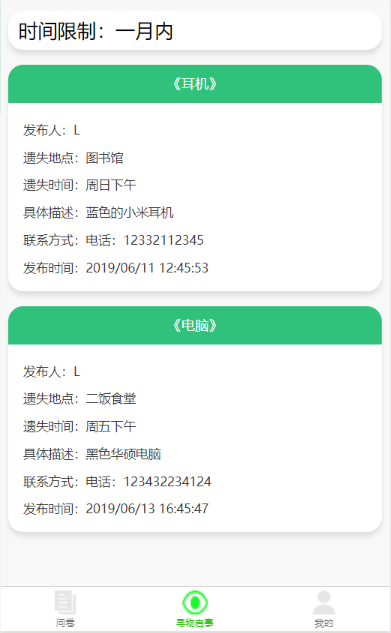 时间限制：一月内
《耳机》
发布人：L
遗失地点：图书馆
遗失时间：周日下午
具体描述：蓝色的小米耳机
联系方式：电话：12332112345
发布时间：2019/06/11 12:45:53
《电脑》
发布人：L
遗失地点：二饭食堂
遗失时间：周五下午
具体描述：黑色华硕电脑
联系方式：电话：123432234124
发布时间：2019/06/13 16:45:47
问卷
寻物启事
我的